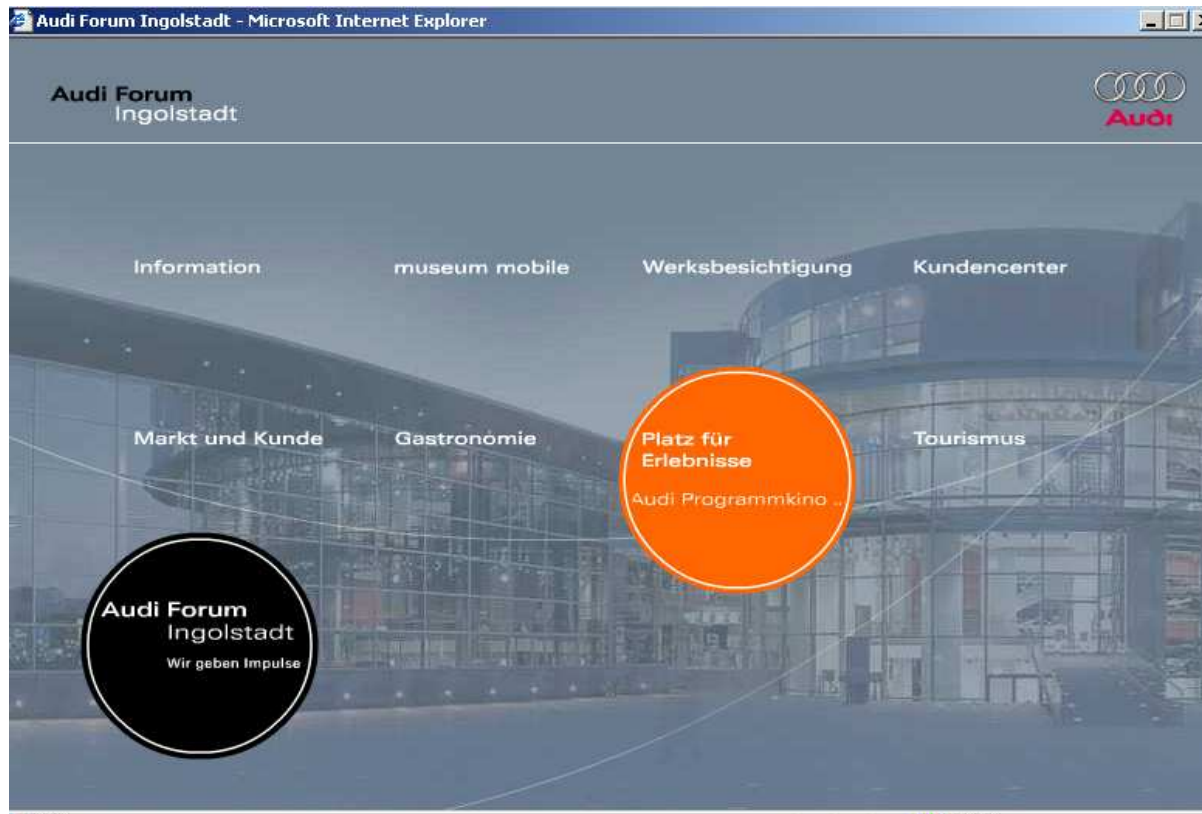 Audi Forum Ingolstadt - Microsoft Internet Explorer
Audi Forum
Ingolstadt
Audi
Information
museum mobile
Werksbesichtigung
Kundencenter
Markt und Kunde
Gastronomie
Platz für
Erlebnisse
Audi Programmkino ..
Tourismus
Audi Forum
Ingolstadt
Wir geben Impulse